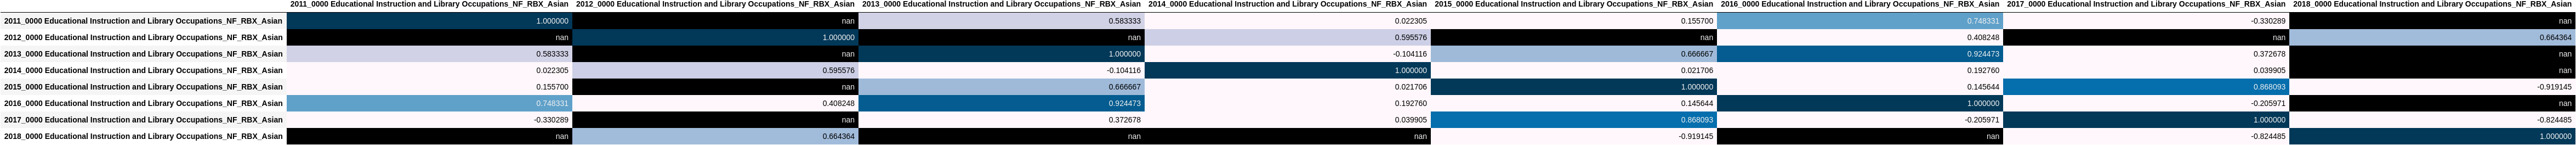 2011_0000 Educational Instruction and Library Occupations_NF_RBX_Asian 2012_0000 Educational Instruction and Library Occupations_NF_RBX_Asian 2013_0000 Educational Instruction and Library Occupations_NF_RBX_Asian 2014_0000 Educational Instruction and Library Occupations_NF_RBX_Asian 2015_0000 Educational Instruction and Library Occupations_NF_RBX_Asian 2016_0000 Educational Instruction and Library Occupations_NF_RBX_Asian 2017_0000 Educational Instruction and Library Occupations_NF_RBX_Asian 2018_0000 Educational Instruction and Library Occupations_NF_RBX_Asian
2011_0000 Educational Instruction and Library Occupations_NF_RBX_Asian 1.000000 nan 0.583333 0.022305 0.155700 0.748331 -0.330289 nan
2012_0000 Educational Instruction and Library Occupations_NF_RBX_Asian nan 1.000000 nan 0.595576 nan 0.408248 nan 0.664364
2013_0000 Educational Instruction and Library Occupations_NF_RBX_Asian 0.583333 nan 1.000000 -0.104116 0.666667 0.924473 0.372678 nan
2014_0000 Educational Instruction and Library Occupations_NF_RBX_Asian 0.022305 0.595576 -0.104116 1.000000 0.021706 0.192760 0.039905 nan
2015_0000 Educational Instruction and Library Occupations_NF_RBX_Asian 0.155700 nan 0.666667 0.021706 1.000000 0.145644 0.868093 -0.919145
2016_0000 Educational Instruction and Library Occupations_NF_RBX_Asian 0.748331 0.408248 0.924473 0.192760 0.145644 1.000000 -0.205971 nan
2017_0000 Educational Instruction and Library Occupations_NF_RBX_Asian -0.330289 nan 0.372678 0.039905 0.868093 -0.205971 1.000000 -0.824485
2018_0000 Educational Instruction and Library Occupations_NF_RBX_Asian nan 0.664364 nan nan -0.919145 nan -0.824485 1.000000